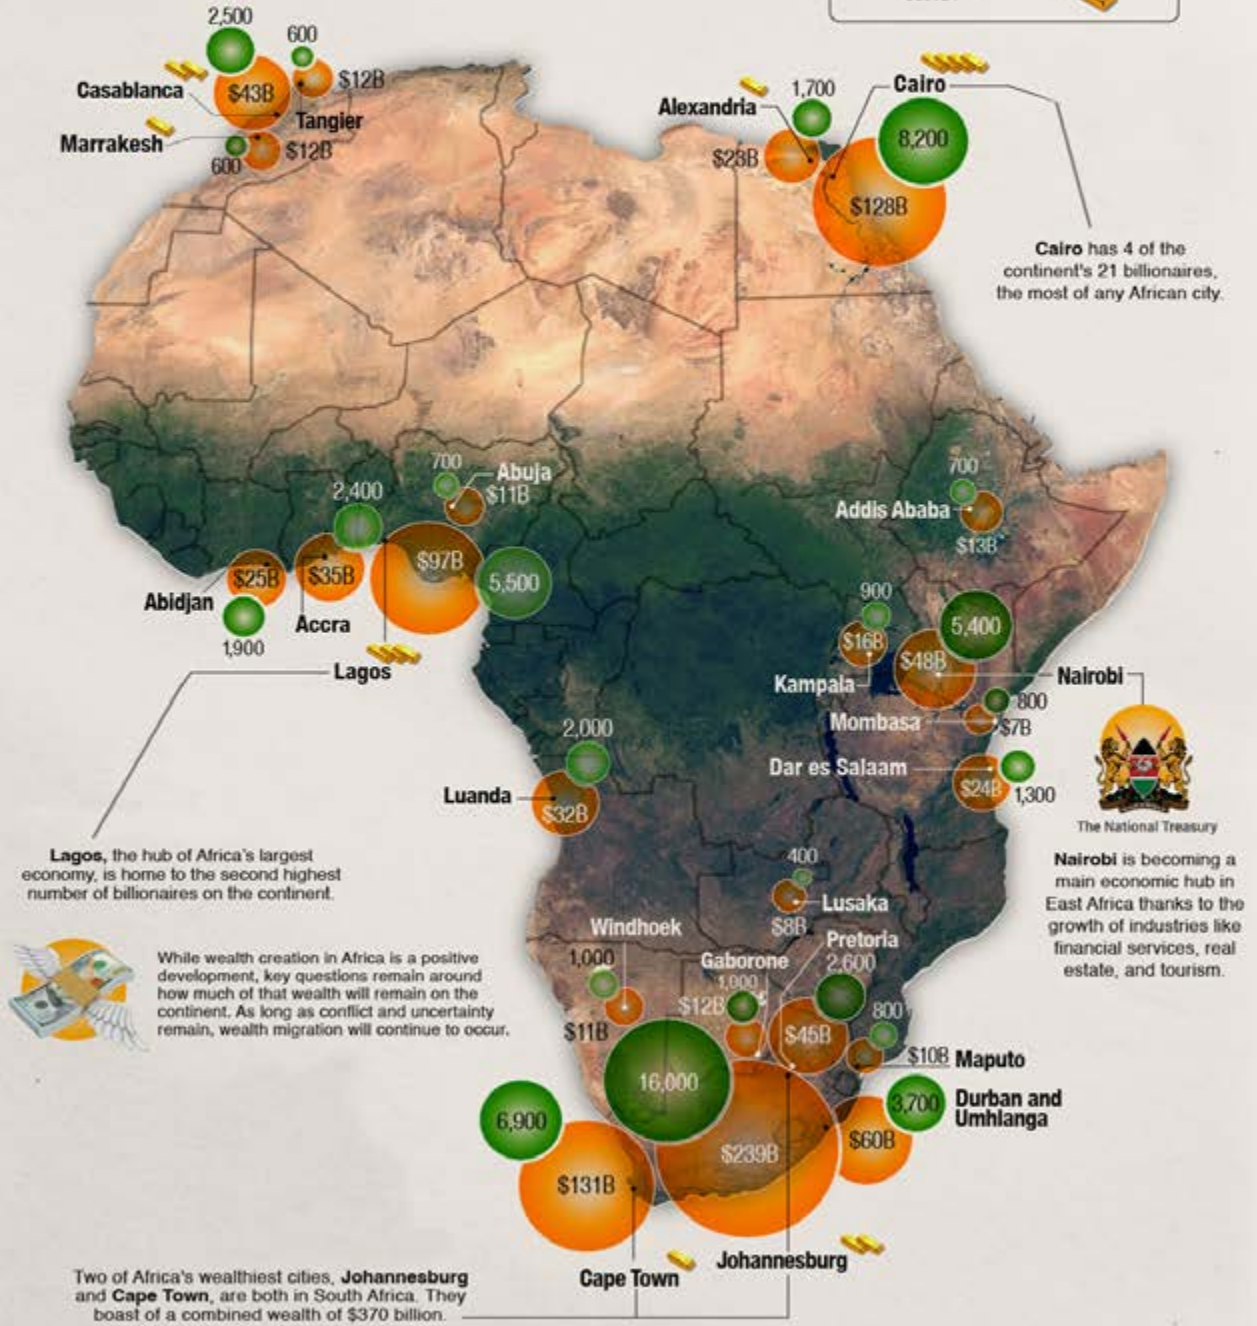 2,500
600
Casablanca
$43B
$12B
Tangier
Marrakesh
600
$12B
1,700
Alexandria
$23B
Cairo
8,200
$128B
Cairo has 4 of the
continent's 21 billionaires,
the most of any African city.
700
Abuja
$11B
2,400
$97B
5,500
$25B
$35B
Abidjan
Accra
1,900
Lagos
700
Addis Ababa
$13B
900
5,400
$16B
$48B
Kampala
Nairobi
800
Mombasa
$7B
Dar es Salaam
$24B
1,300
2,000
Luanda
$32B
The National Treasury
Nairobi is becoming a
main economic hub in
East Africa thanks to the
growth of industries like
financial services, real
estate, and tourism.
Lagos, the hub of Africa's largest
economy, is home to the second highest
number of billionaires on the continent.
While wealth creation in Africa is a positive
development, key questions remain around
how much of that wealth will remain on the
continent. As long as conflict and uncertainty
remain, wealth migration will continue to occur.
400
Lusaka
$8B
Windhoek
1,000
$11B
Pretoria
2,600
Gaborone
1,000
$12B
$45B
800
$10B Maputo
16,000
6,900
3,700
Durban and
Umhlanga
$60B
$239B
$131B
Cape Town
Johannesburg
Two of Africa's wealthiest cities, Johannesburg
and Cape Town, are both in South Africa. They
boast of a combined wealth of $370 billion.